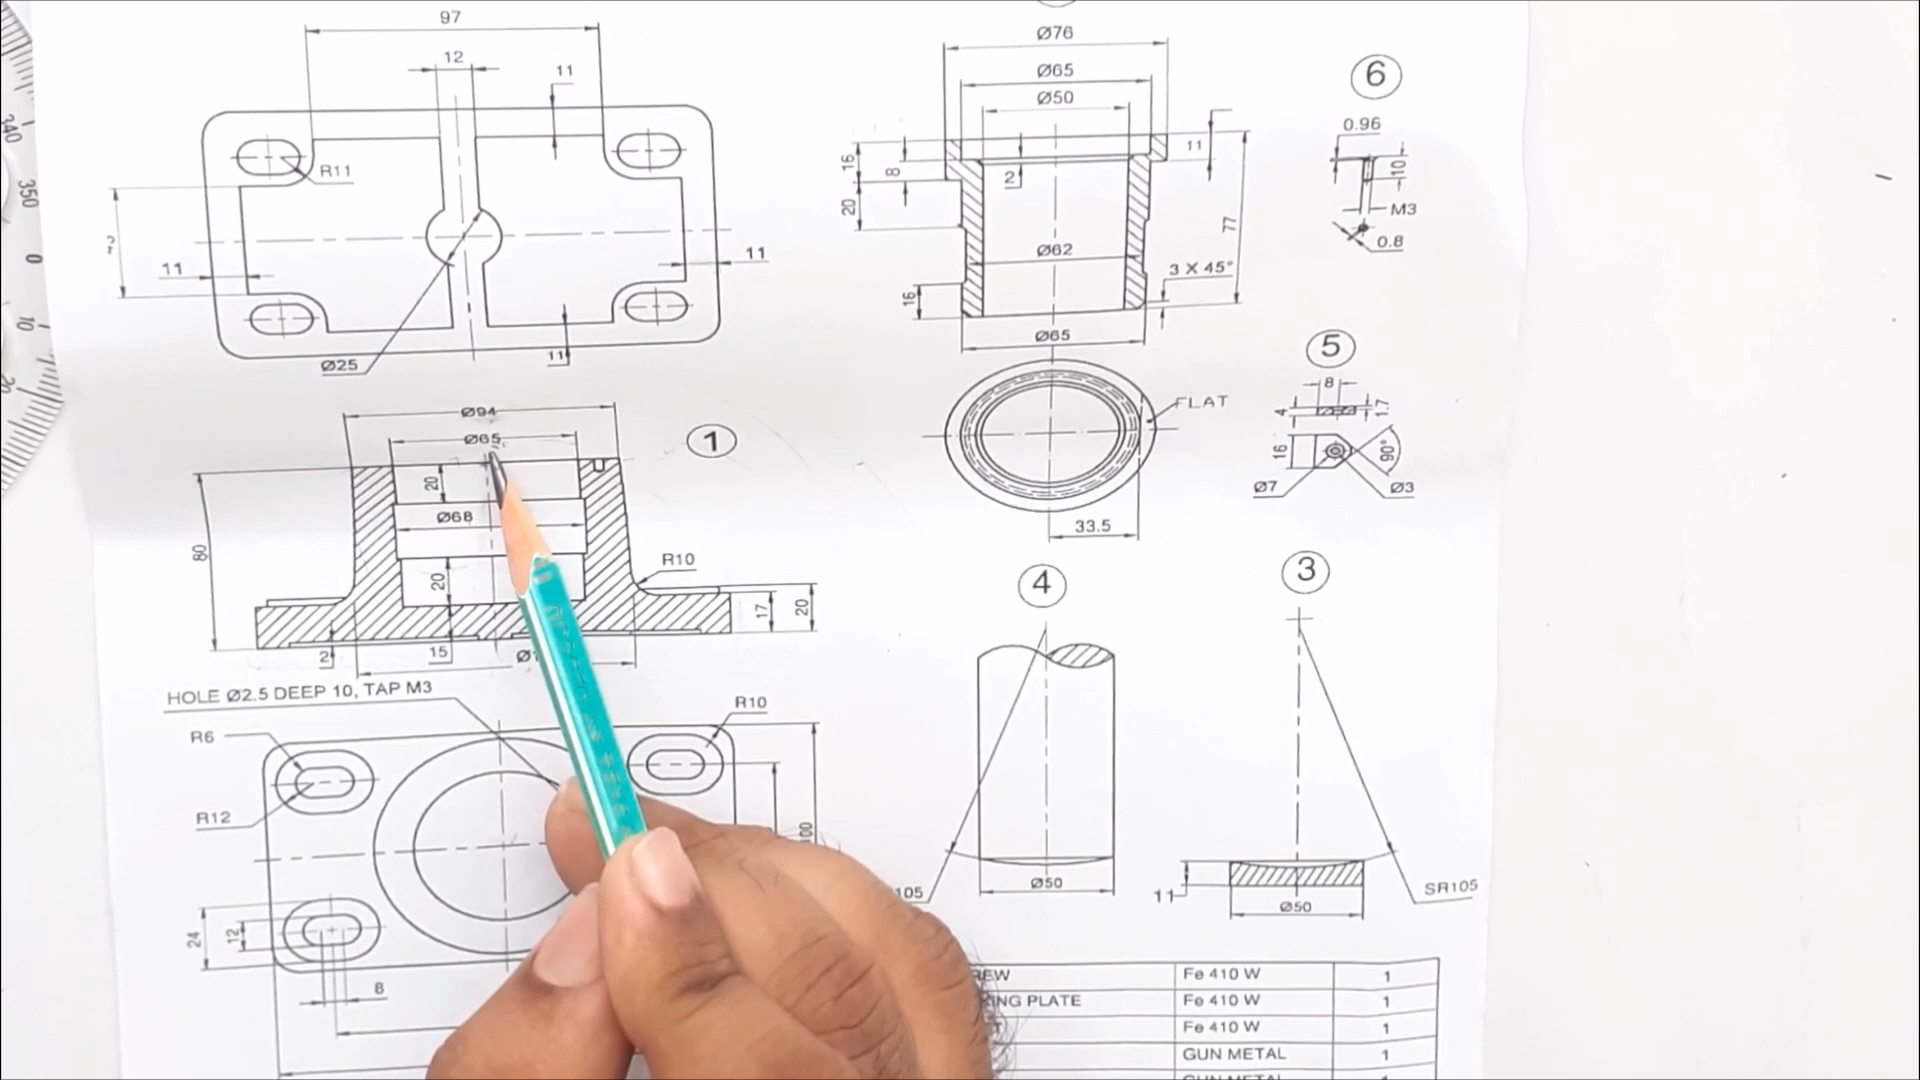 97
12
11
R11
11
11
Ø25
11
Ø76
Ø65
Ø50
16
8
20
2
11
77
Ø62
3 X 45°
16
Ø65
6
0.96
10
M3
0.8
5
8
4
1.7
16
90°
Ø7
Ø3
FLAT
33.5
Ø94
Ø65
1
20
Ø68
80
20
R10
17
20
2
15
HOLE Ø2.5 DEEP 10, TAP M3
R6
R10
R12
100
24
12
8
4
3
Ø50
11
Ø50
SR105
Fe 410 W 1
PLATE Fe 410 W 1
Fe 410 W 1
GUN METAL 1
GUN METAL
340
350
0
10
20